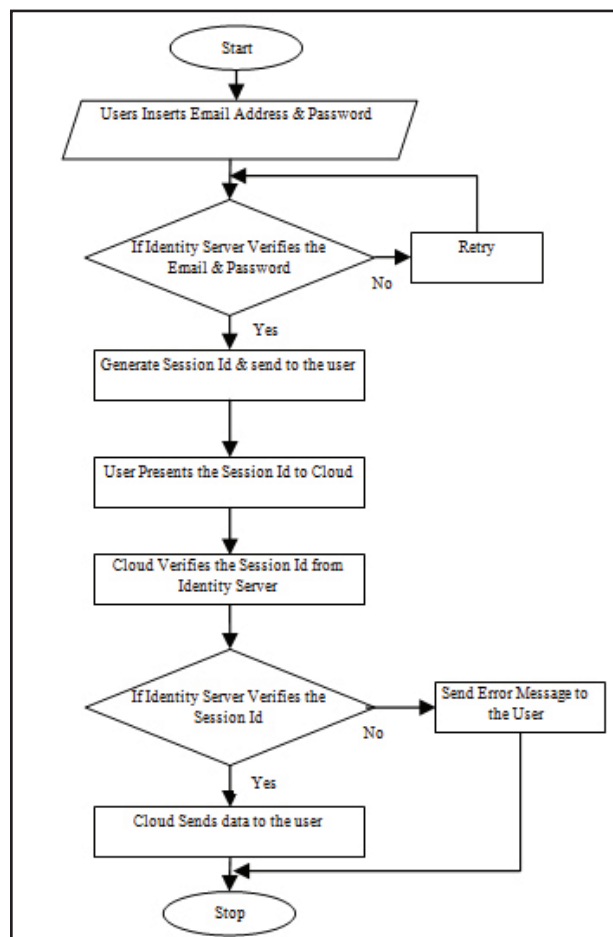 Start
Users Inserts Email Address & Password
If Identity Server Verifies the
Email & Password
No
Retry
Yes
Generate Session Id & send to the user
User Presents the Session Id to Cloud
Cloud Verifies the Session Id from
Identity Server
If Identity Server Verifies the
Session Id
No
Send Error Message to
the User
Yes
Cloud Sends data to the user
Stop